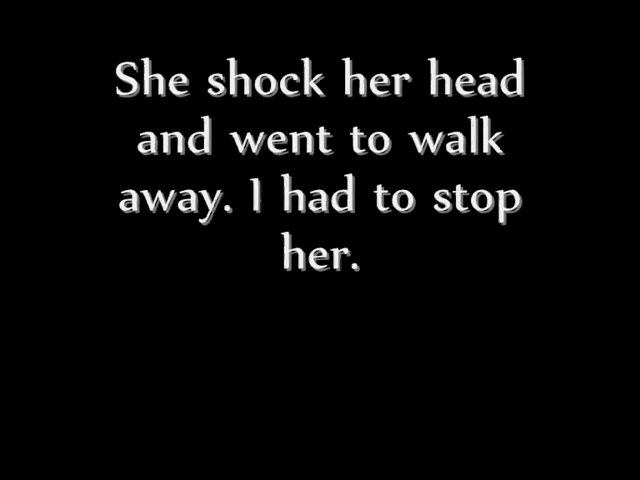 She shock her head
and went to walk
away. I had to stop
her.